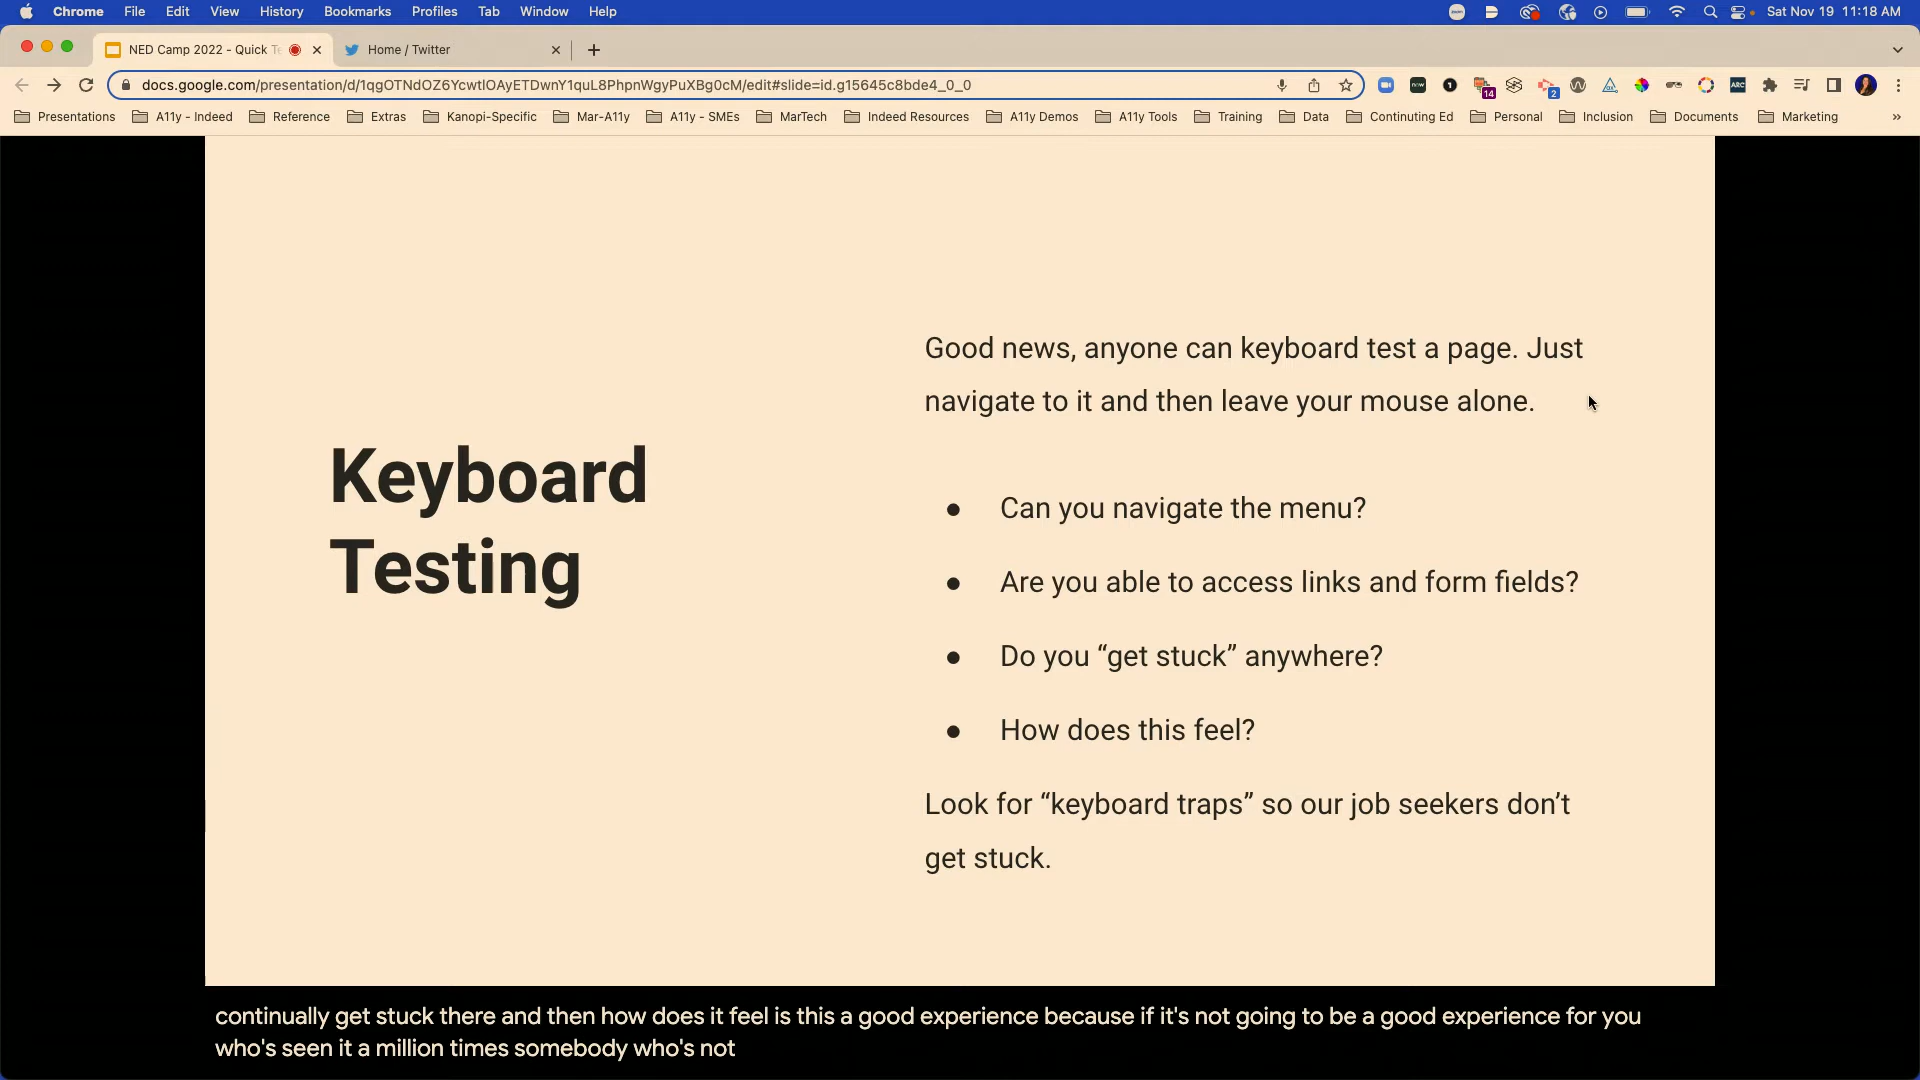 Chrome File Edit View History Bookmarks Profiles Tab Window Help Sat Nov 19 11:18 AM
NED Camp 2022 - Quick Home / Twitter
docs.google.com/presentation/d/1qgOTNdOZ6YcwtlOAyETDwnY1quL8PhpnWgyPuXBg0cM/edit#slide=id.g15645c8bde4_0_0 14 2 ARC
Presentations A11y - Indeed Reference Extras Kanopi-Specific Mar-A11y A11y - SMEs MarTech Indeed Resources A11y Demos A11y Tools Training Data Continuting Ed Personal Inclusion Documents Marketing »
Keyboard
Testing
Good news, anyone can keyboard test a page. Just
navigate to it and then leave your mouse alone.
● Can you navigate the menu?
● Are you able to access links and form fields?
● Do you “get stuck” anywhere?
● How does this feel?
Look for “keyboard traps” so our job seekers don’t
get stuck.
continually get stuck there and then how does it feel is this a good experience because if it's not going to be a good experience for you
who's seen it a million times somebody who's not